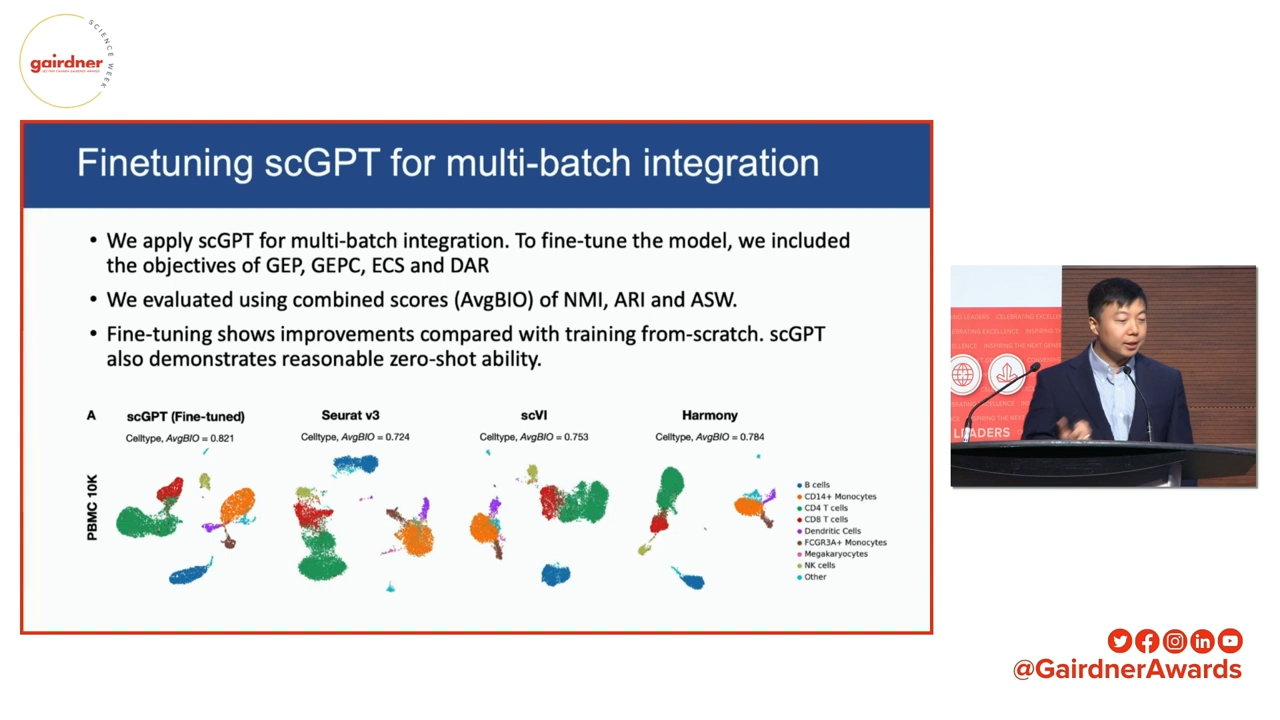 SCIENCE WEEK
gairdner
Finetuning scGPT for multi-batch integration
• We apply scGPT for multi-batch integration. To fine-tune the model, we included
the objectives of GEP, GEPC, ECS and DAR
• We evaluated using combined scores (AvgBIO) of NMI, ARI and ASW.
• Fine-tuning shows improvements compared with training from-scratch. scGPT
also demonstrates reasonable zero-shot ability.
A
scGPT (Fine-tuned)
Celltype, AvgBIO = 0.821
Seurat v3
Celltype, AvgBIO = 0.724
scVI
Celltype, AvgBIO = 0.753
Harmony
Celltype, AvgBIO = 0.784
PBMC 10K
B cells
CD14+ Monocytes
CD4 T cells
CD8 T cells
Dendritic Cells
FCGR3A+ Monocytes
Megakaryocytes
NK cells
Other
LEADERS
@GairdnerAwards